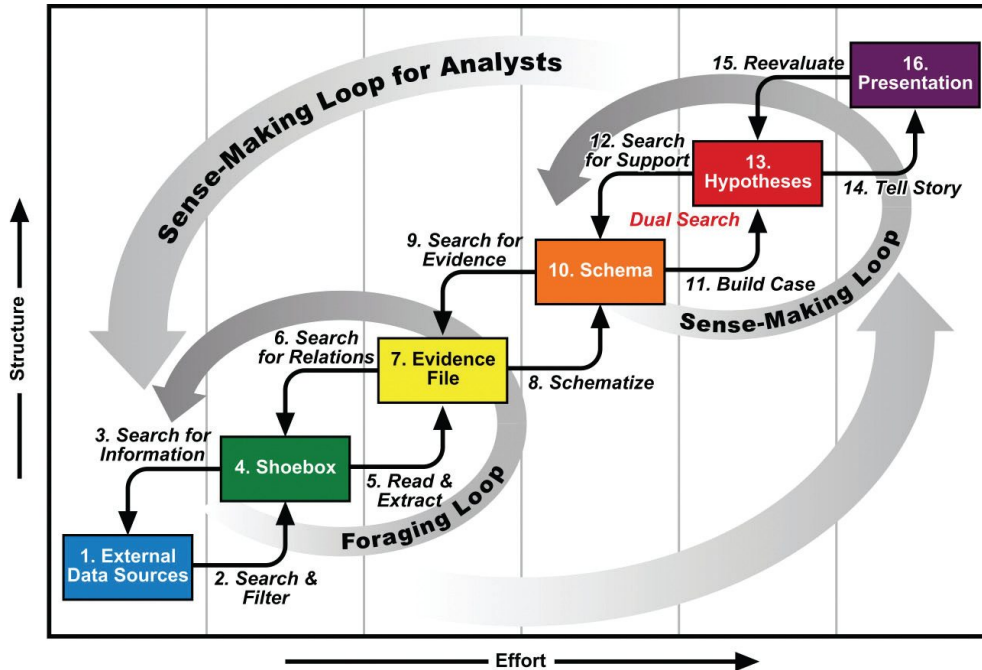 Sense-Making Loop for Analysts
15. Reevaluate
16.
Presentation
12. Search
for Support
13.
Hypotheses
14. Tell Story
Dual Search
9. Search for
Evidence
10. Schema
11. Build Case
Sense-Making Loop
6. Search
for Relations
7. Evidence
File
8. Schematize
3. Search for
Information
4. Shoebox
5. Read &
Extract
Foraging Loop
1. External
Data Sources
2. Search &
Filter
Structure
Effort